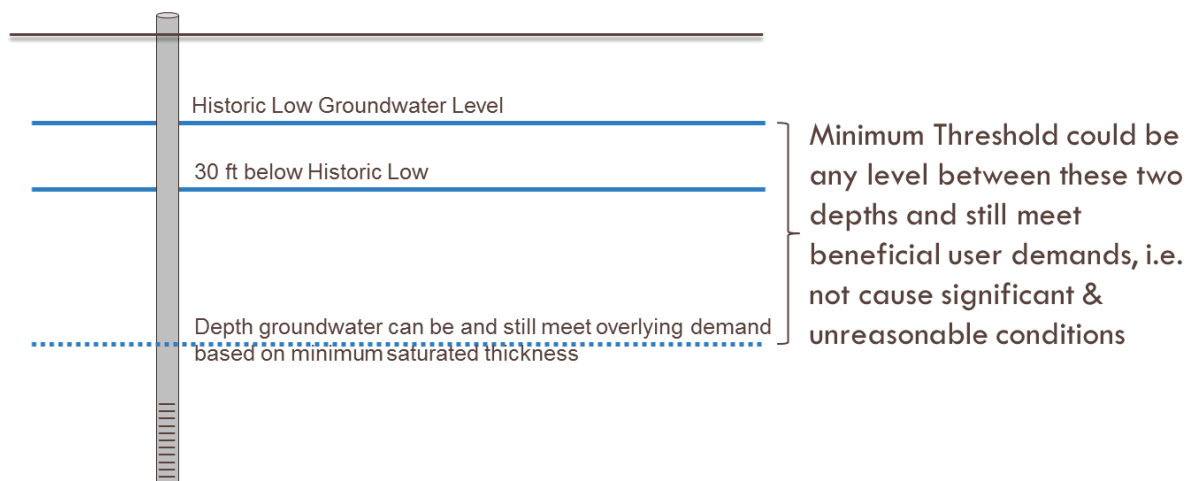 Historic Low Groundwater Level
30 ft below Historic Low
Depth groundwater can be and still meet overlying demand
based on minimum saturated thickness
Minimum Threshold could be
any level between these two
depths and still meet
beneficial user demands, i.e.
not cause significant &
unreasonable conditions